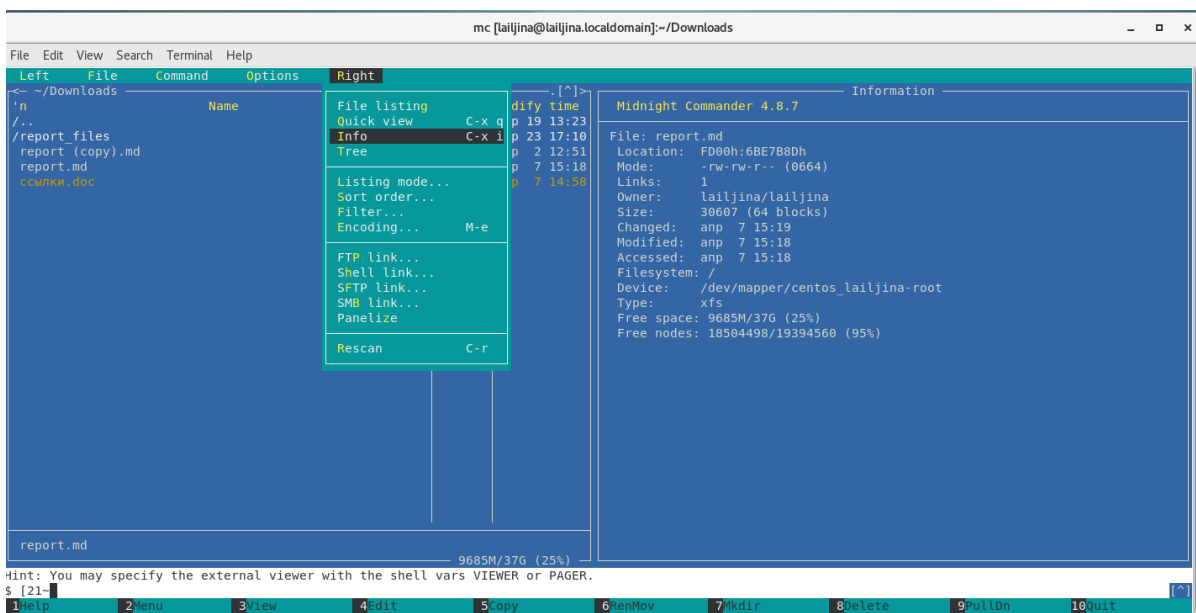 mc [lailjina@lailjina.localdomain]:~/Downloads
File Edit View Search Terminal Help
Left File Command Options Right
<— ~/Downloads .[^]>
'n Name dify time
/.. p 19 13:23
/report_files p 23 17:10
report (copy).md p 2 12:51
report.md p 7 15:18
ссылки.doc p 7 14:58
File listing
Quick view C-x q
Info C-x i
Tree
Listing mode...
Sort order...
Filter...
Encoding... M-e
FTP link...
Shell link...
SFTP link...
SMB link...
Panelize
Rescan C-r
report.md
9685M/37G (25%)
Information
Midnight Commander 4.8.7
File: report.md
Location: FD00h:6BE7B8Dh
Mode: -rw-rw-r-- (0664)
Links: 1
Owner: lailjina/lailjina
Size: 30607 (64 blocks)
Changed: апр 7 15:19
Modified: апр 7 15:18
Accessed: апр 7 15:18
Filesystem: /
Device: /dev/mapper/centos_lailjina-root
Type: xfs
Free space: 9685M/37G (25%)
Free nodes: 18504498/19394560 (95%)
Hint: You may specify the external viewer with the shell vars VIEWER or PAGER.
$ [21~ [^]
1Help 2Menu 3View 4Edit 5Copy 6RenMov 7Mkdir 8Delete 9PullDn 10Quit